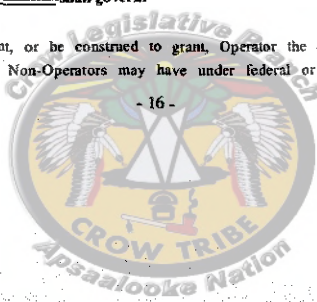 govern
nt, or be construed to grant, Operator the
Non-Operators may have under federal or
- 16 -
Crow Legislative Branch
CROW TRIBE
Apsaalooke Nation